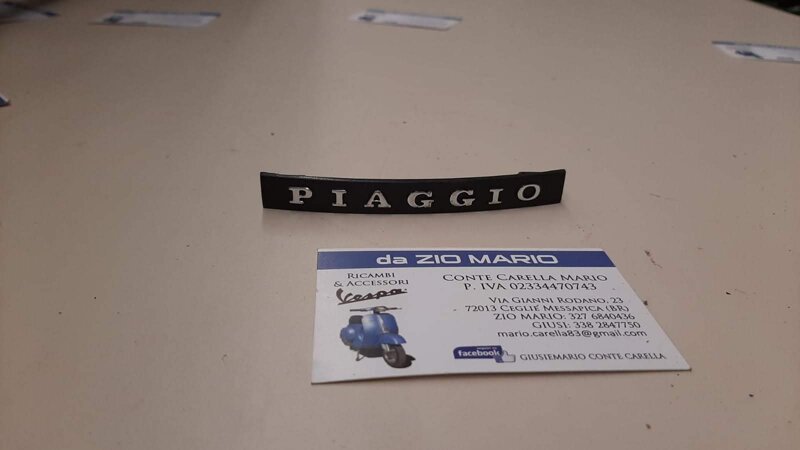 PIAGGIO
da ZIO MARIO
RICAMBI
& ACCESSORI
Vespa
CONTE CARELLA MARIO
P. IVA 02334470743
VIA GIANNI RODANO, 23
72013 CEGLIE MESSAPICA (BR)
ZIO MARIO: 327 6840436
GIUSI: 338 2847750
mario.carella83@gmail.com
facebook
GIUSIEMARIO CONTE CARELLA